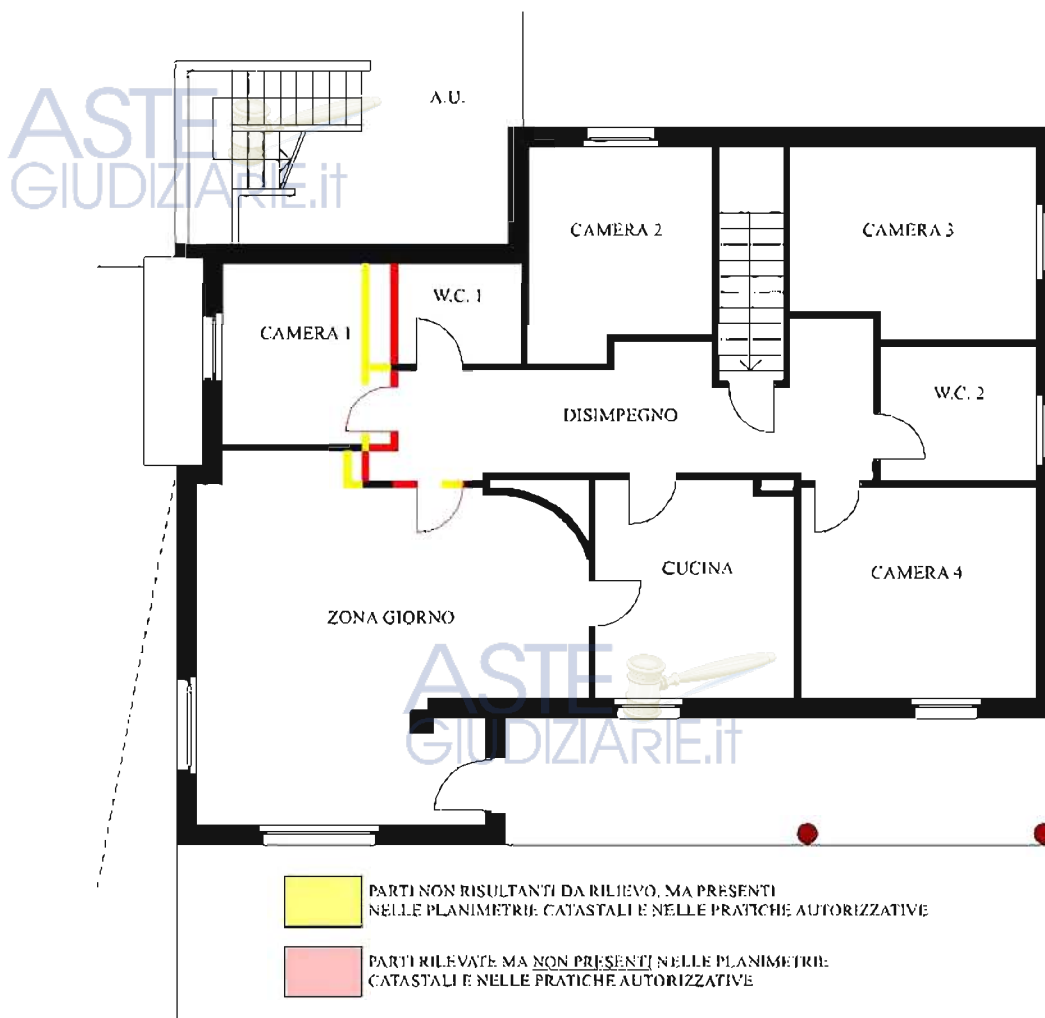 A.U.
ASTE
GIUDIZIARIE.it
CAMERA 2
CAMERA 3
W.C. 1
CAMERA 1
W.C. 2
DISIMPEGNO
CUCINA
CAMERA 4
ZONA GIORNO
ASTE
GIUDIZIARIE.it
PARTI NON RISULTANTI DA RILIEVO, MA PRESENTI
NELLE PLANIMETRIE CATASTALI E NELLE PRATICHE AUTORIZZATIVE
PARTI RILEVATE MA NON PRESENTI NELLE PLANIMETRIE
CATASTALI E NELLE PRATICHE AUTORIZZATIVE